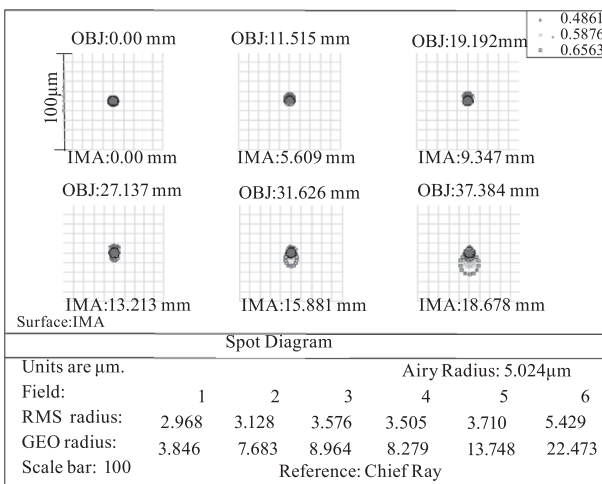 0.4861
0.5876
0.6563
OBJ:0.00 mm OBJ:11.515 mm OBJ:19.192mm
100μm
IMA:0.00 mm IMA:5.609 mm IMA:9.347 mm
OBJ:27.137 mm OBJ:31.626 mm OBJ:37.384 mm
IMA:13.213 mm IMA:15.881 mm IMA:18.678 mm
Surface:IMA
Spot Diagram
Units are μm. Airy Radius: 5.024μm
Field: 1 2 3 4 5 6
RMS radius: 2.968 3.128 3.576 3.505 3.710 5.429
GEO radius: 3.846 7.683 8.964 8.279 13.748 22.473
Scale bar: 100 Reference: Chief Ray